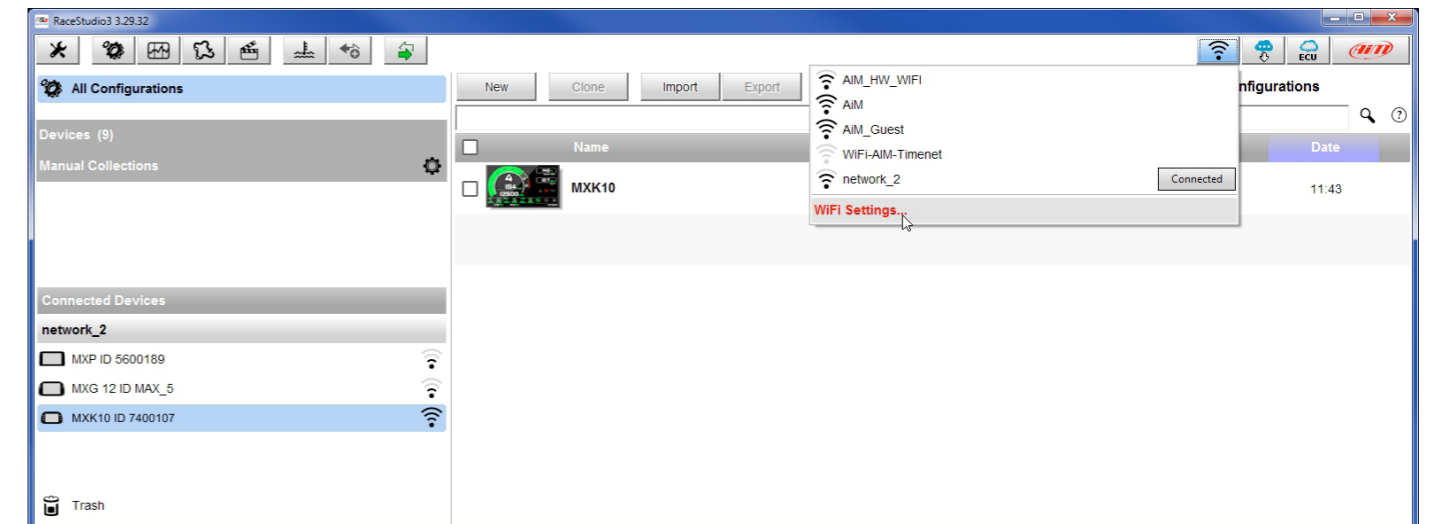 RaceStudio3 3.29.32
ECU
AiM
All Configurations
New Clone Import Export
nfigurations
Devices (9)
Manual Collections
Name
Date
MXK10
11:43
AIM_HW_WIFI
AiM
AiM_Guest
WiFi-AIM-Timenet
network_2 Connected
WiFi Settings...
Connected Devices
network_2
MXP ID 5600189
MXG 12 ID MAX_5
MXK10 ID 7400107
Trash